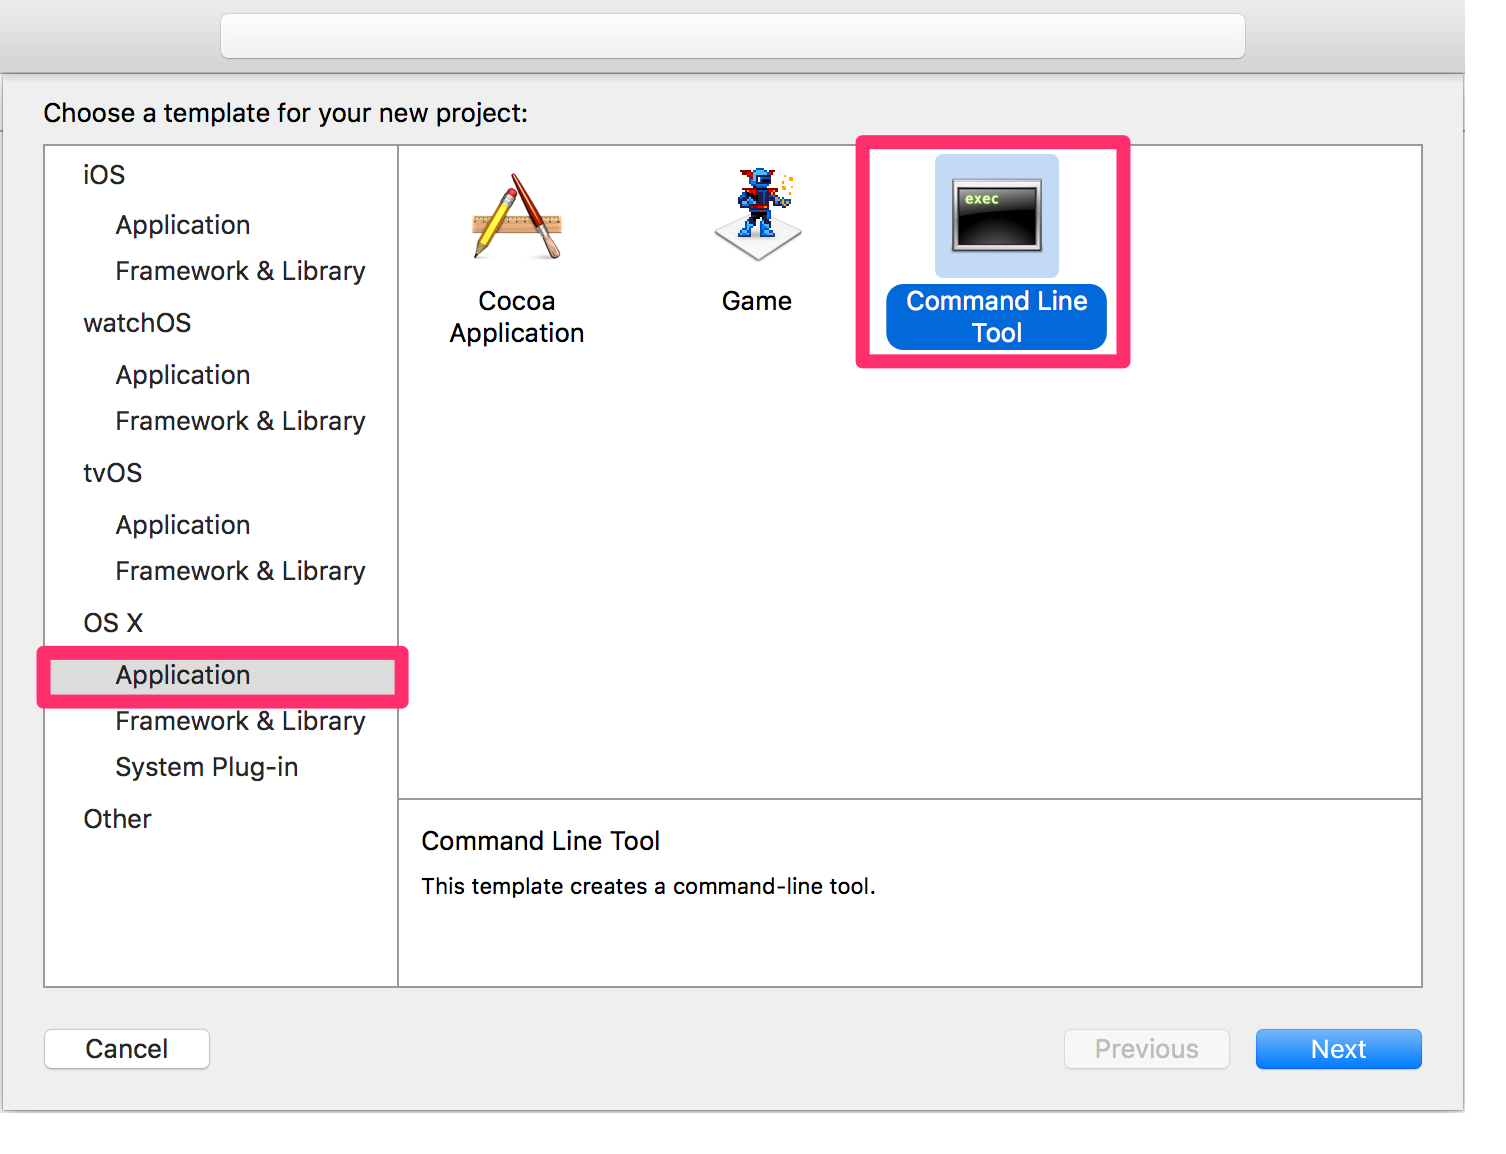 Choose a template for your new project:
iOS
Application
Framework & Library
watchOS
Application
Framework & Library
tvOS
Application
Framework & Library
OS X
Application
Framework & Library
System Plug-in
Other
Cocoa
Application
Game
exec
Command Line
Tool
Command Line Tool
This template creates a command-line tool.
Cancel
Previous
Next